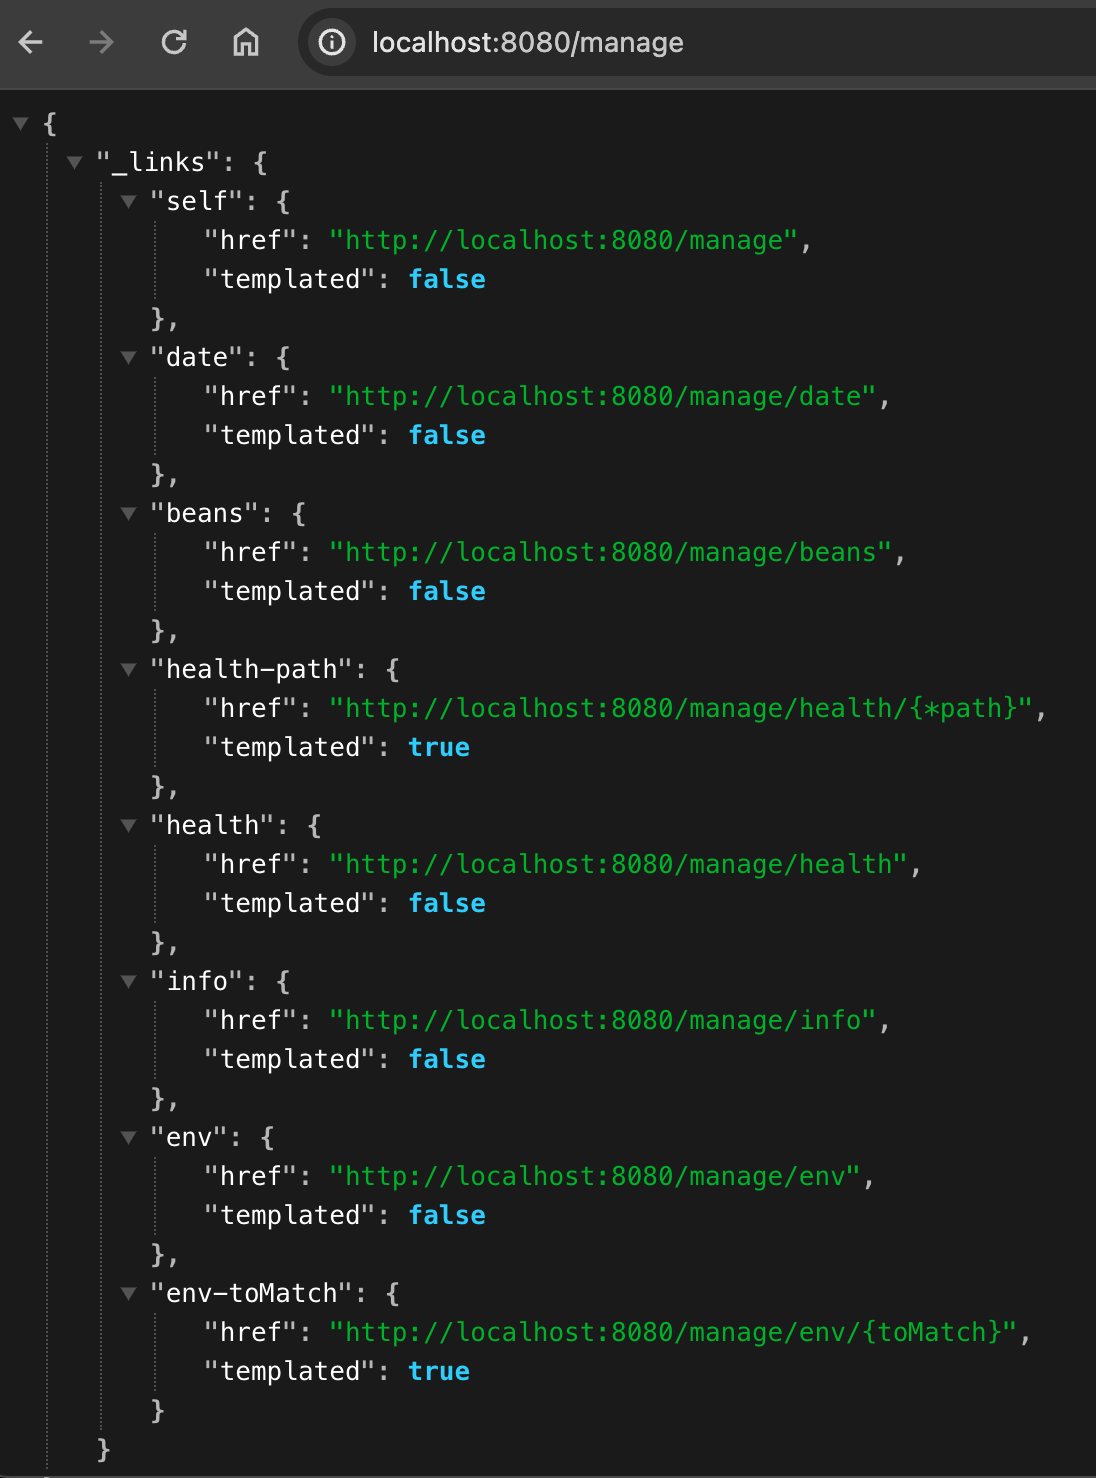 localhost:8080/manage
{
"_links": {
"self": {
"href": "http://localhost:8080/manage",
"templated": false
},
"date": {
"href": "http://localhost:8080/manage/date",
"templated": false
},
"beans": {
"href": "http://localhost:8080/manage/beans",
"templated": false
},
"health-path": {
"href": "http://localhost:8080/manage/health/{*path}",
"templated": true
},
"health": {
"href": "http://localhost:8080/manage/health",
"templated": false
},
"info": {
"href": "http://localhost:8080/manage/info",
"templated": false
},
"env": {
"href": "http://localhost:8080/manage/env",
"templated": false
},
"env-toMatch": {
"href": "http://localhost:8080/manage/env/{toMatch}",
"templated": true
}
}